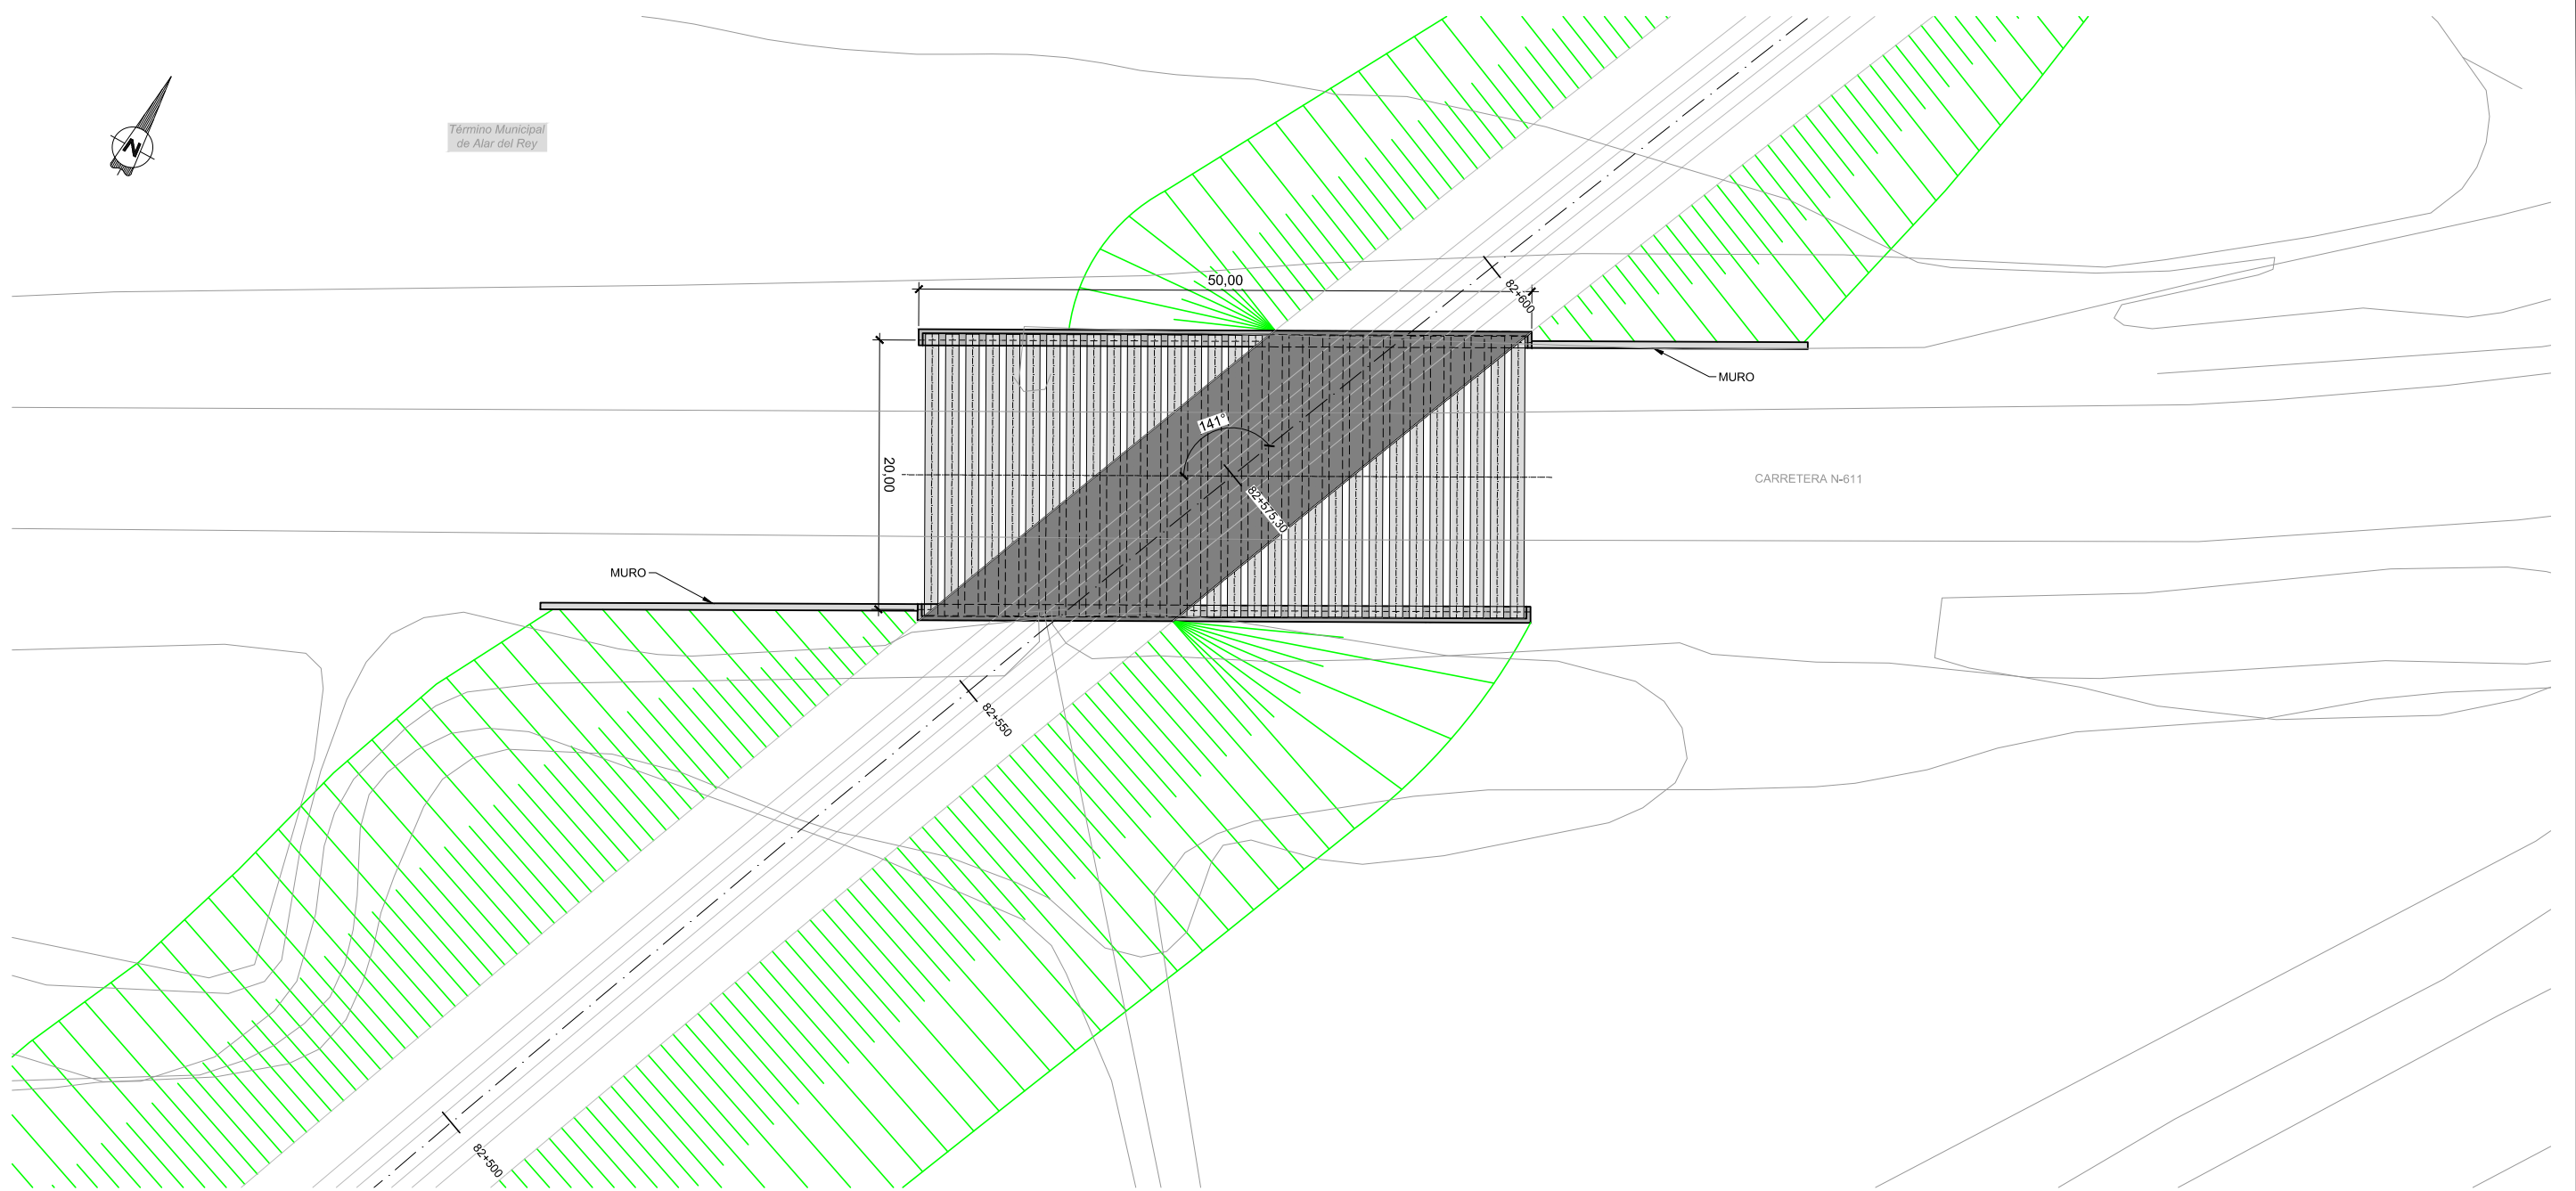 N
Término Municipal
de Alar del Rey
50,00
82+600
MURO
141°
20,00
82+575.30
CARRETERA N-611
MURO
82+550
82+500